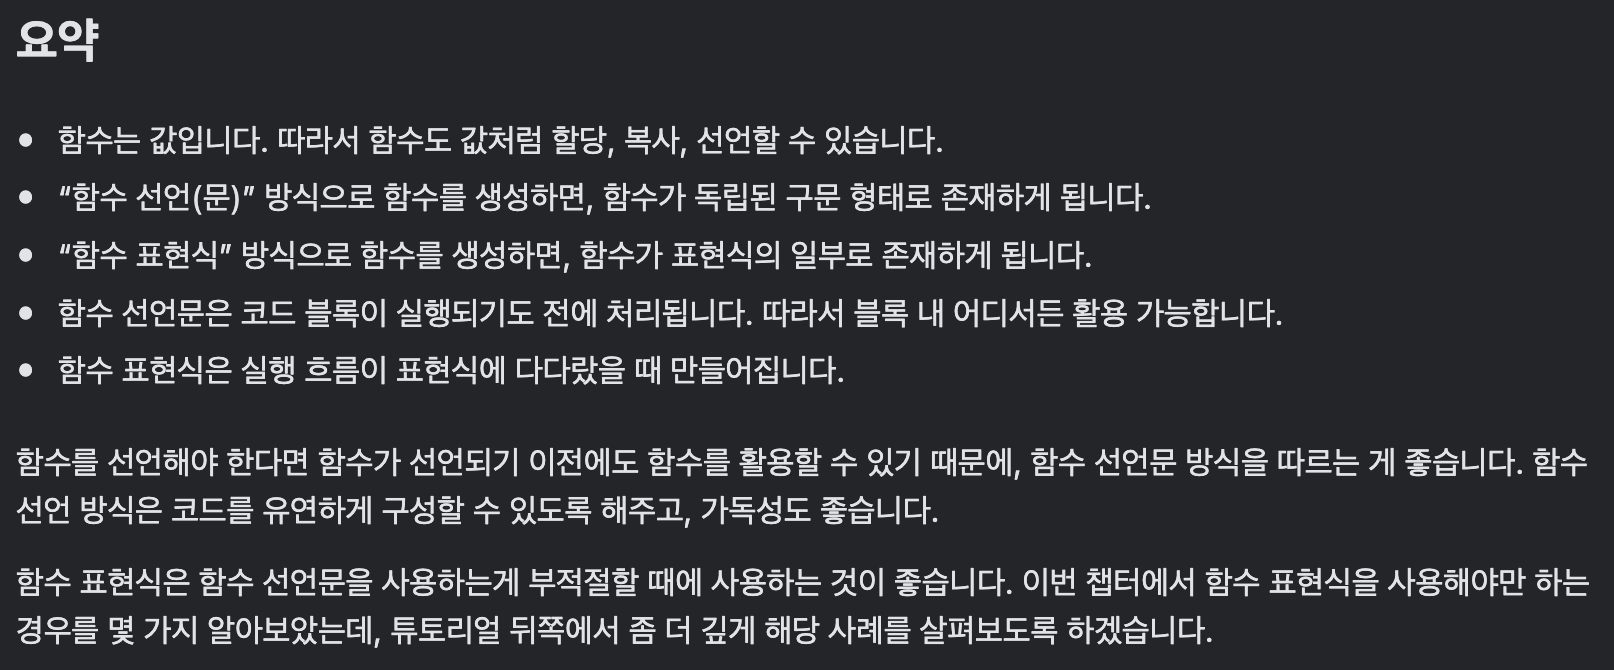 요약
• 함수는 값입니다. 따라서 함수도 값처럼 할당, 복사, 선언할 수 있습니다.
• “함수 선언(문)” 방식으로 함수를 생성하면, 함수가 독립된 구문 형태로 존재하게 됩니다.
• “함수 표현식” 방식으로 함수를 생성하면, 함수가 표현식의 일부로 존재하게 됩니다.
• 함수 선언문은 코드 블록이 실행되기도 전에 처리됩니다. 따라서 블록 내 어디서든 활용 가능합니다.
• 함수 표현식은 실행 흐름이 표현식에 다다랐을 때 만들어집니다.
함수를 선언해야 한다면 함수가 선언되기 이전에도 함수를 활용할 수 있기 때문에, 함수 선언문 방식을 따르는 게 좋습니다. 함수
선언 방식은 코드를 유연하게 구성할 수 있도록 해주고, 가독성도 좋습니다.
함수 표현식은 함수 선언문을 사용하는게 부적절할 때에 사용하는 것이 좋습니다. 이번 챕터에서 함수 표현식을 사용해야만 하는
경우를 몇 가지 알아보았는데, 튜토리얼 뒤쪽에서 좀 더 깊게 해당 사례를 살펴보도록 하겠습니다.